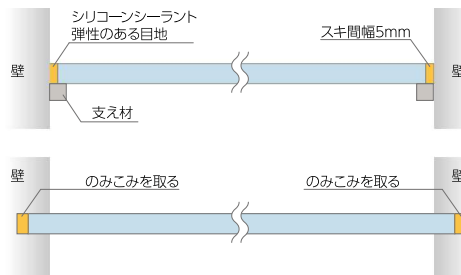 シリコーンシーラント
弾性のある目地
スキ間幅5mm
壁
壁
支え材
壁
のみこみを取る
のみこみを取る
壁